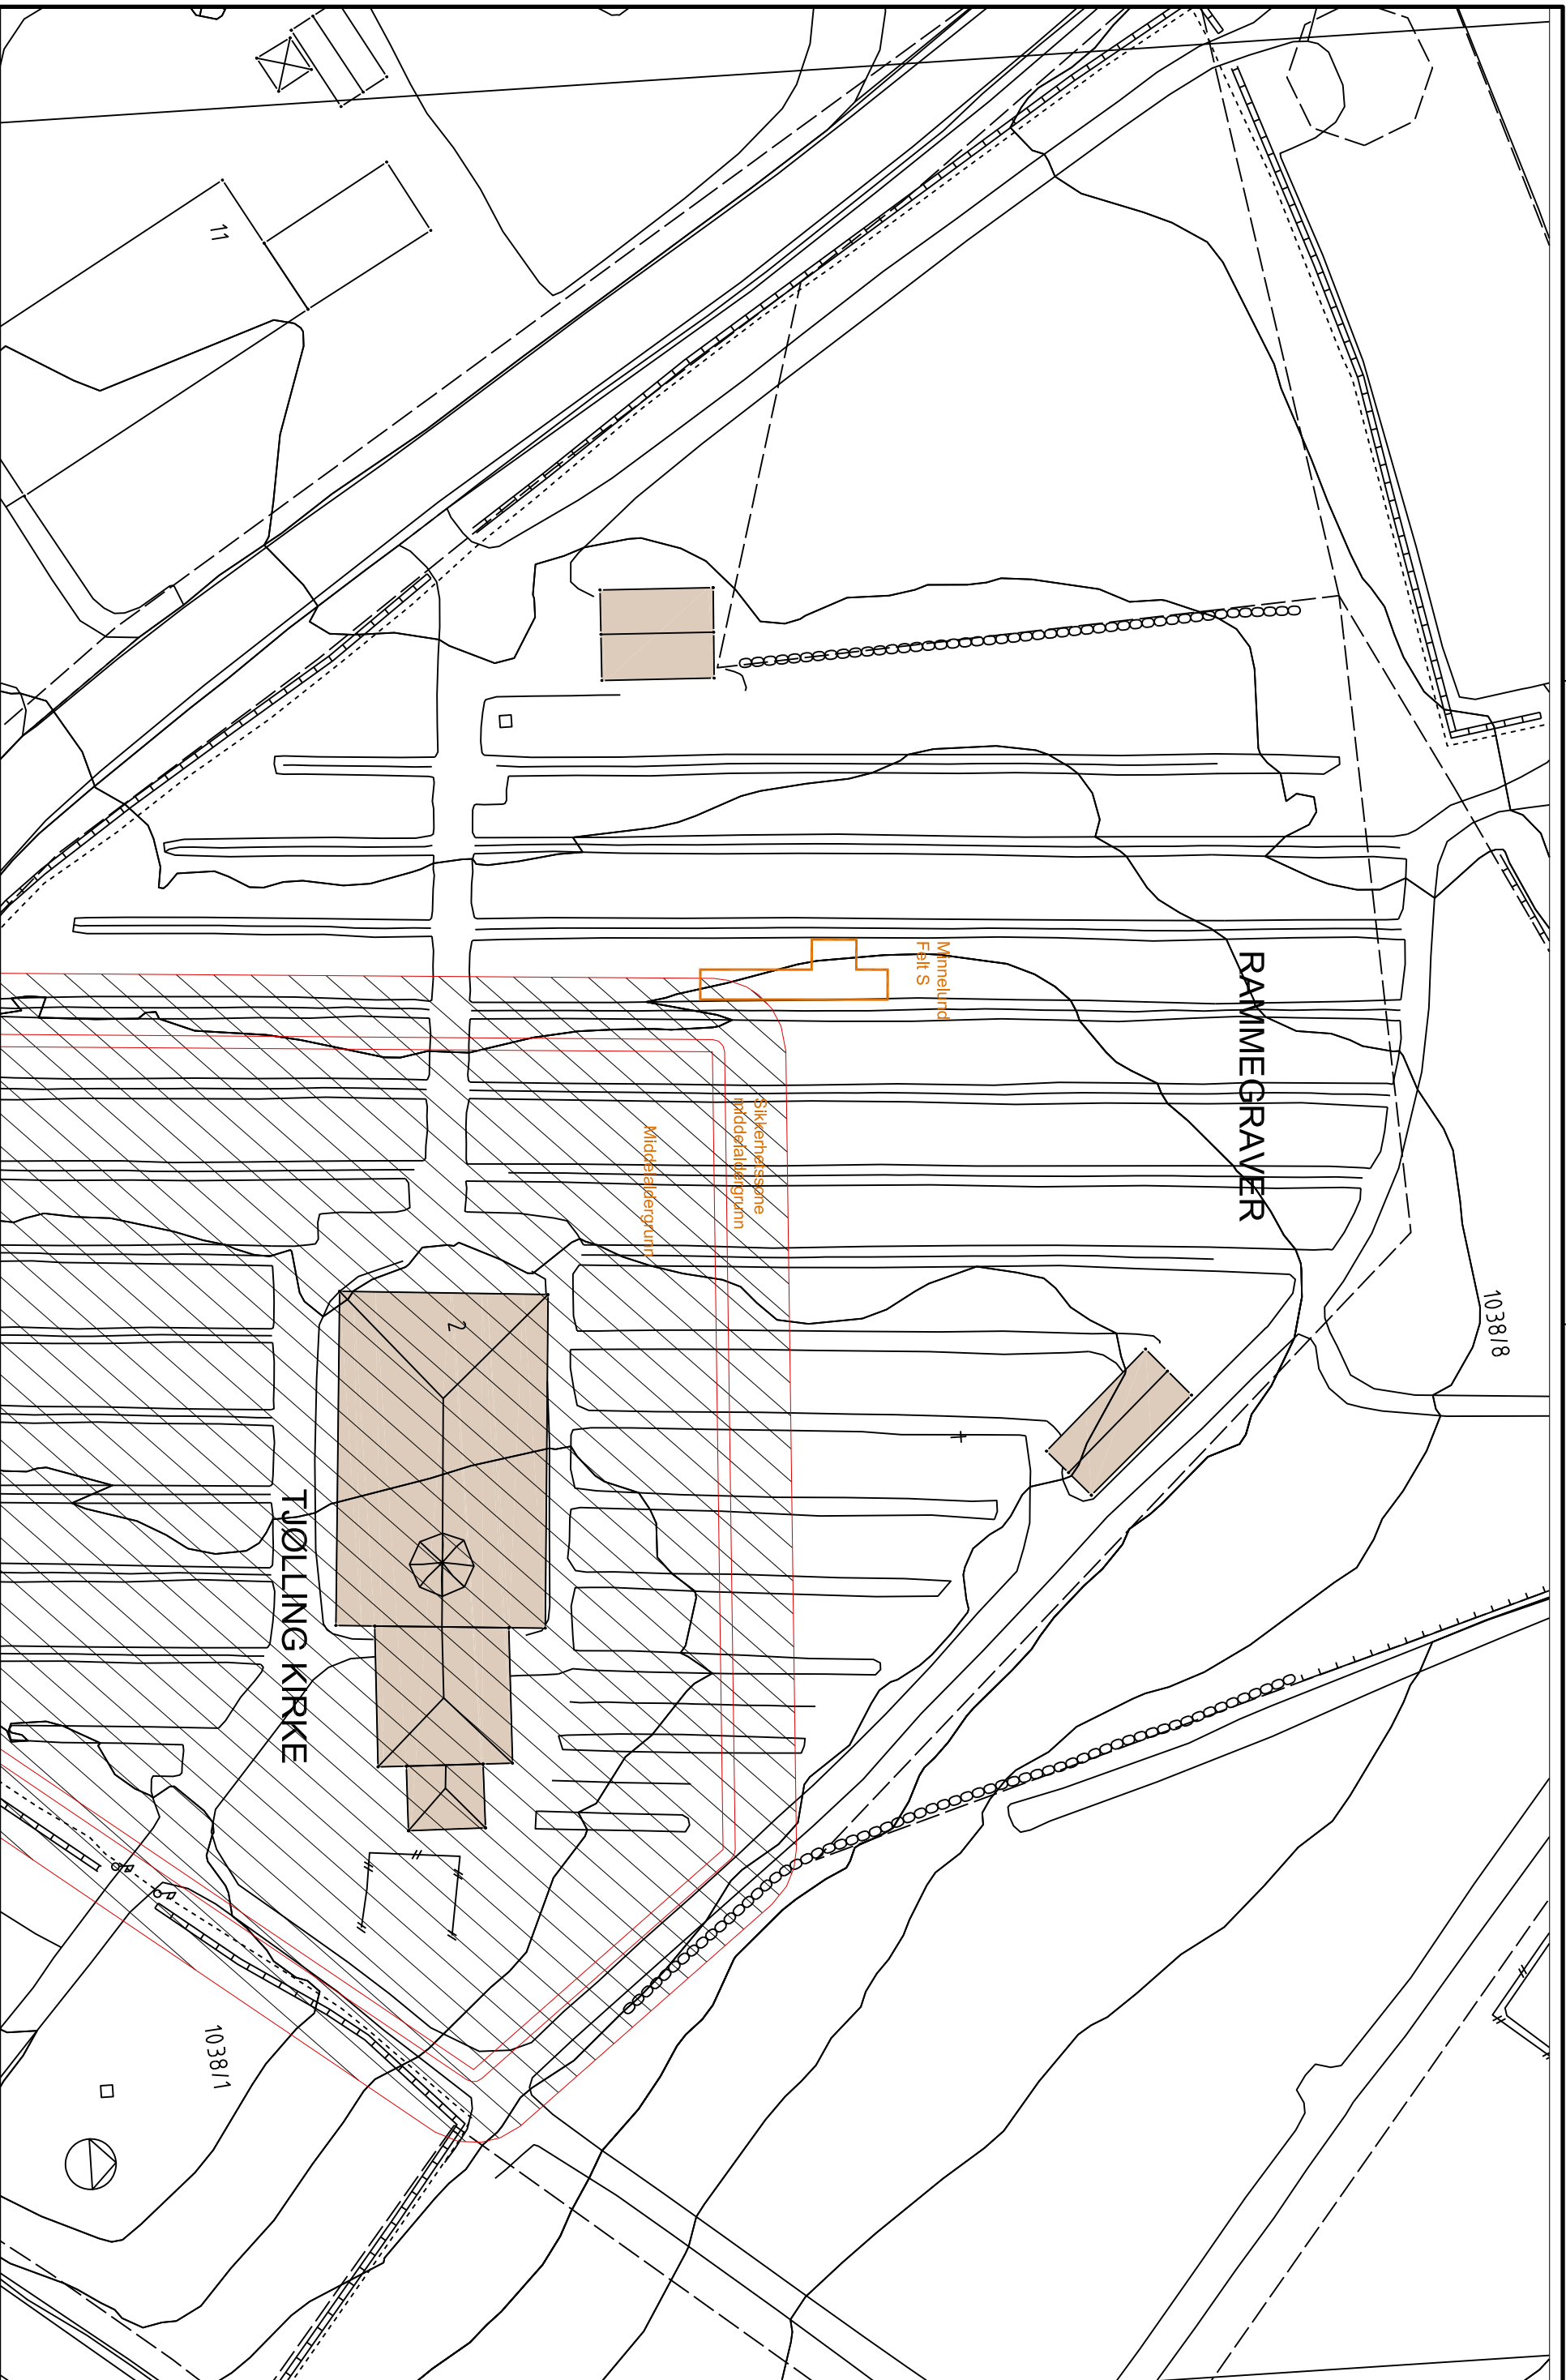 11
Minnelund
Felt S
RAMMEGRAVER
Sikkerhetssone
middelaldergrunn
Middelaldergrunn
1038/8
2
TJØLLING KIRKE
1038/1